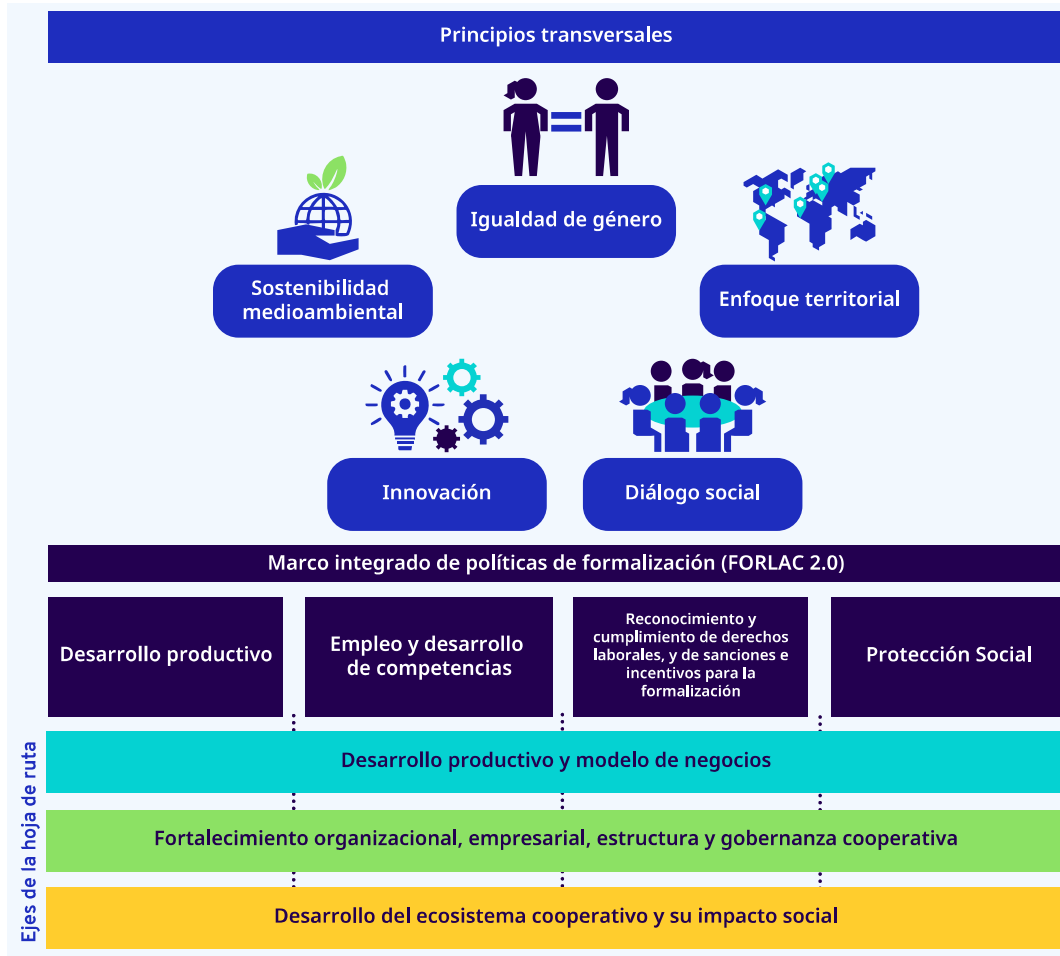 Principios transversales
Igualdad de género
Sostenibilidad
medioambiental
Enfoque territorial
Innovación
Diálogo social
Marco integrado de políticas de formalización (FORLAC 2.0)
Desarrollo productivo
Empleo y desarrollo
de competencias
Reconocimiento y
cumplimiento de derechos
laborales, y de sanciones e
incentivos para la
formalización
Protección Social
Ejes de la hoja de ruta
Desarrollo productivo y modelo de negocios
Fortalecimiento organizacional, empresarial, estructura y gobernanza cooperativa
Desarrollo del ecosistema cooperativo y su impacto social